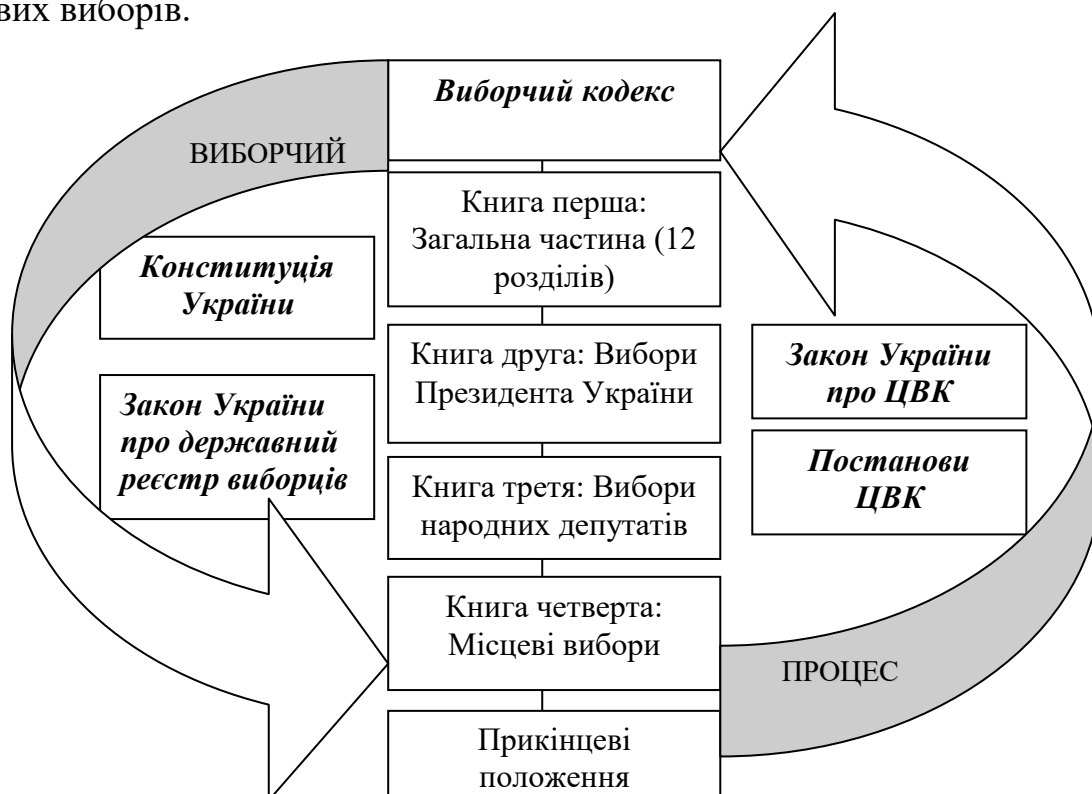 вих виборів.
Виборчий кодекс
ВИБОРЧИЙ
Книга перша:
Загальна частина (12
розділів)
Конституція
України
Книга друга: Вибори
Президента України
Закон України
про ЦВК
Закон України
про державний
реєстр виборців
Постанови
ЦВК
Книга третя: Вибори
народних депутатів
Книга четверта:
Місцеві вибори
ПРОЦЕС
Прикінцеві
положення